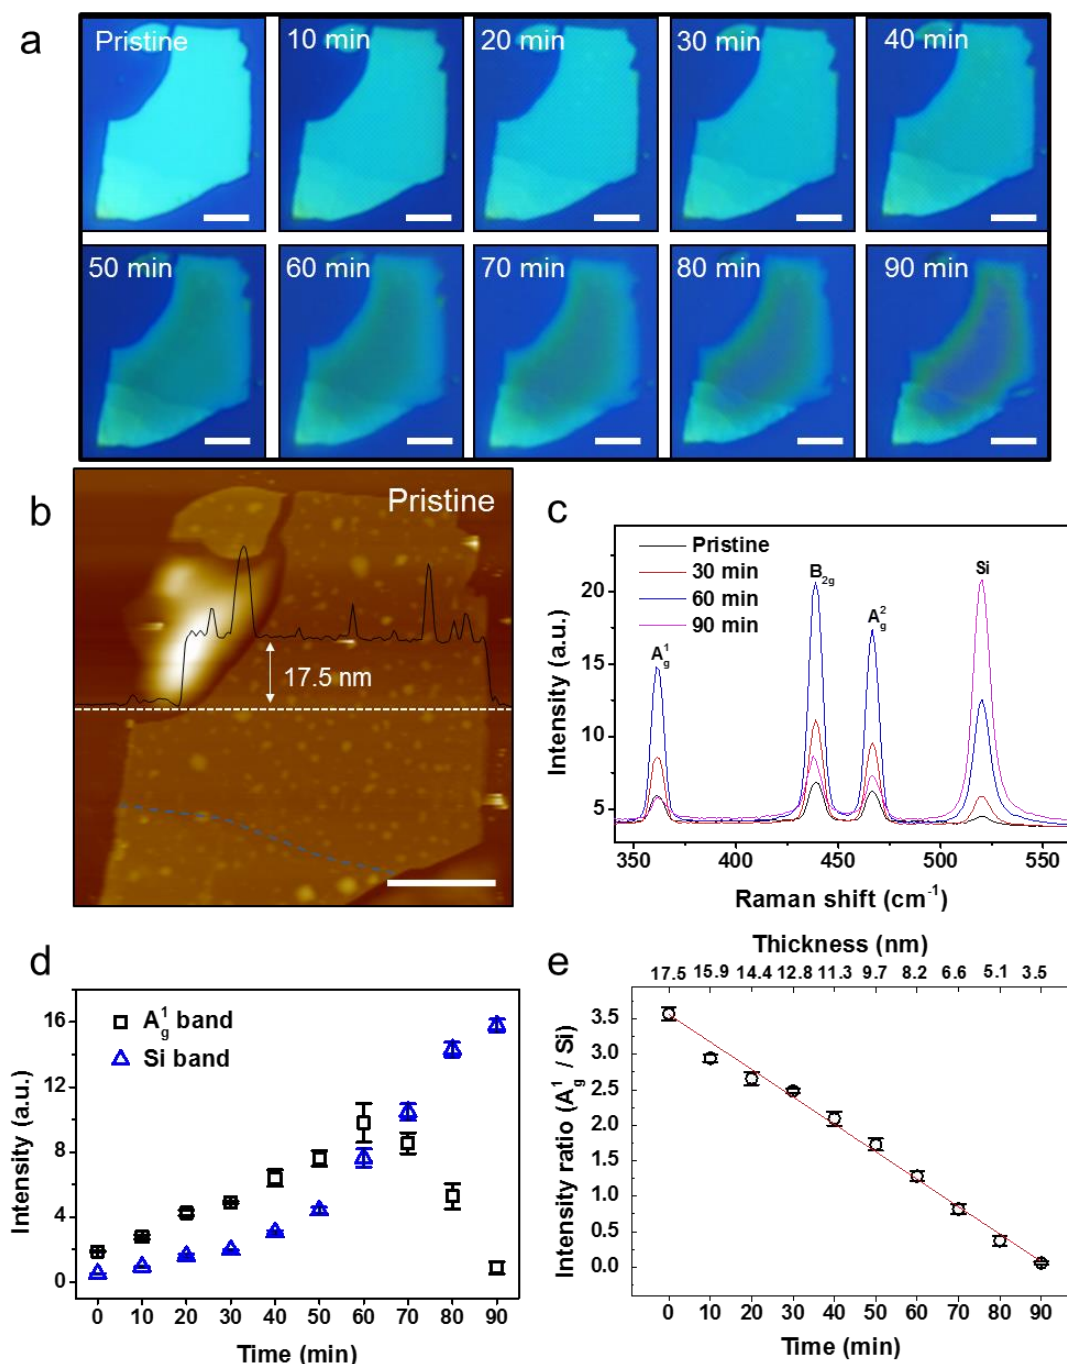 a
Pristine
10 min
20 min
30 min
40 min
50 min
60 min
70 min
80 min
90 min
b
Pristine
17.5 nm
c
Pristine
30 min
60 min
90 min
A¹g
B2g
A²g
Si
20
15
10
5
Intensity (a.u.)
350
400
450
500
550
Raman shift (cm⁻¹)
d
A¹g band
Si band
16
12
8
4
0
Intensity (a.u.)
0 10 20 30 40 50 60 70 80 90
Time (min)
e
Thickness (nm)
17.5 15.9 14.4 12.8 11.3 9.7 8.2 6.6 5.1 3.5
3.5
3.0
2.5
2.0
1.5
1.0
0.5
0.0
Intensity ratio (A¹g / Si)
0 10 20 30 40 50 60 70 80 90
Time (min)